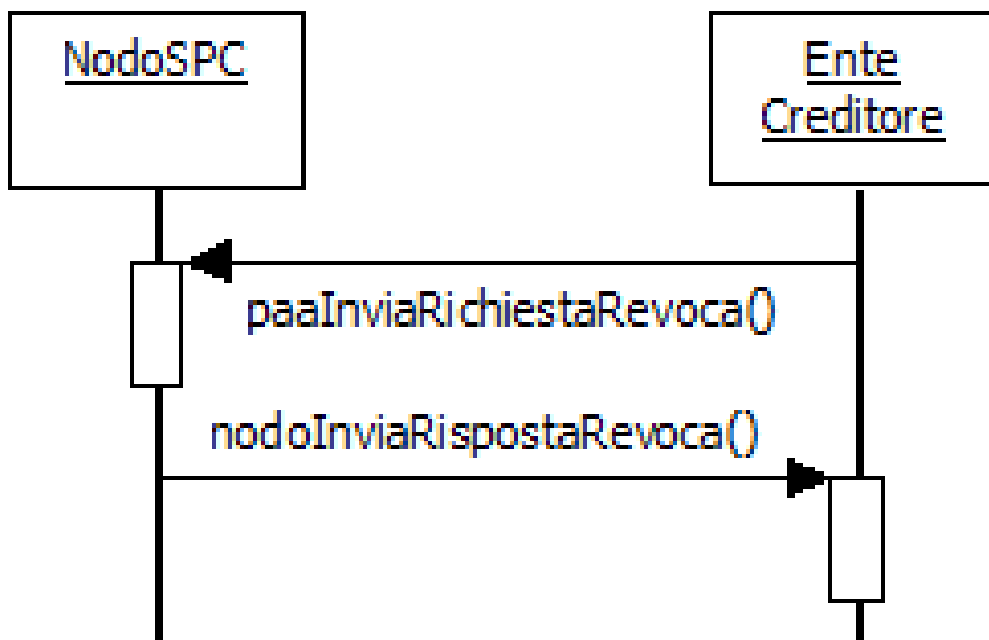 NodoSPC
Ente
Creditore
paaInviaRichiestaRevoca()
nodoInviaRispostaRevoca()